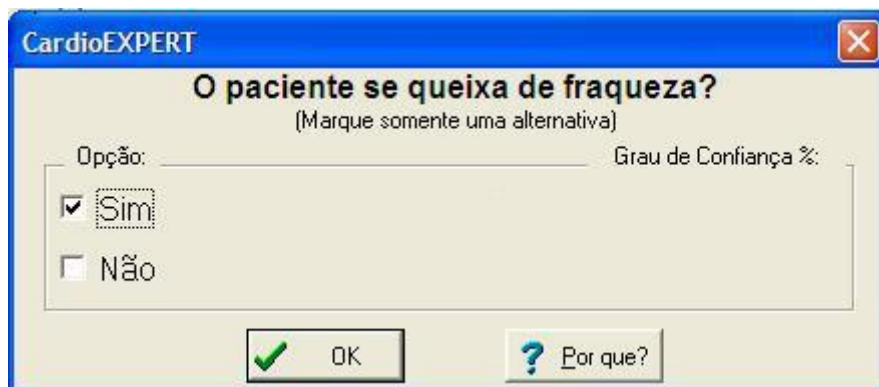 CardioEXPERT
O paciente se queixa de fraqueza?
(Marque somente uma alternativa)
Opção: Grau de Confiança %:
Sim
Não
OK Por que?